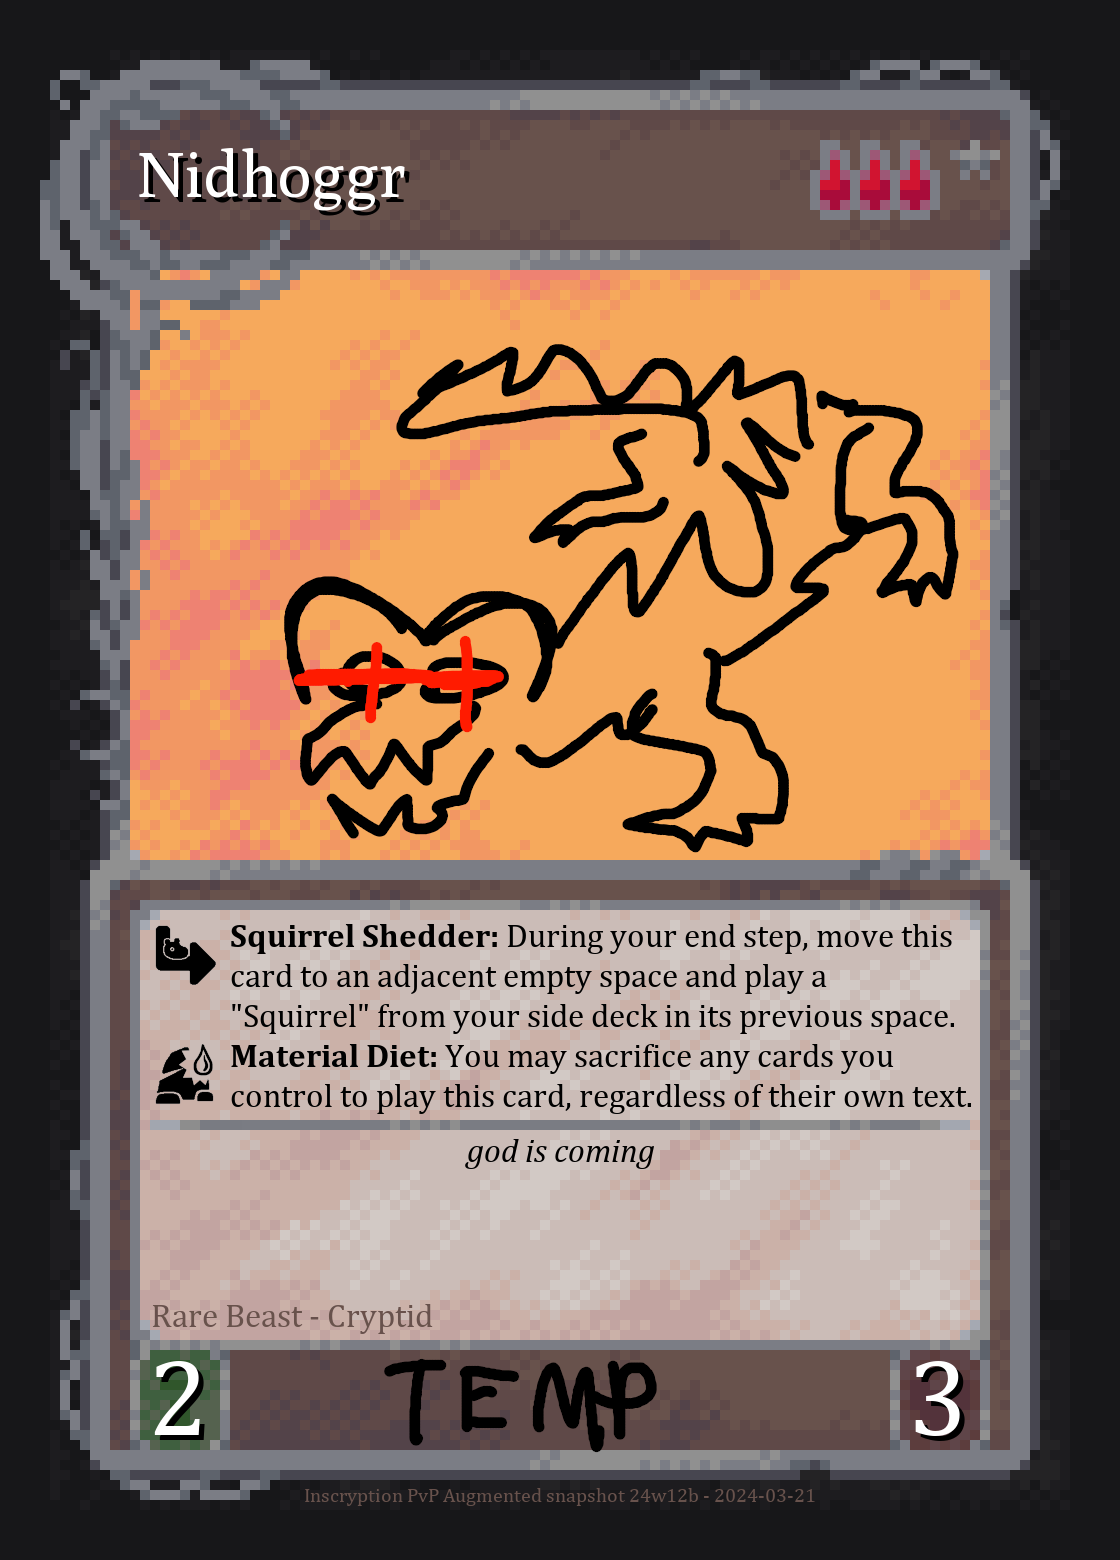 Nidhoggr
Squirrel Shedder: During your end step, move this
card to an adjacent empty space and play a
"Squirrel" from your side deck in its previous space.
Material Diet: You may sacrifice any cards you
control to play this card, regardless of their own text.
god is coming
Rare Beast - Cryptid
2 TEMP 3
Inscryption PvP Augmented snapshot 24w12b - 2024-03-21